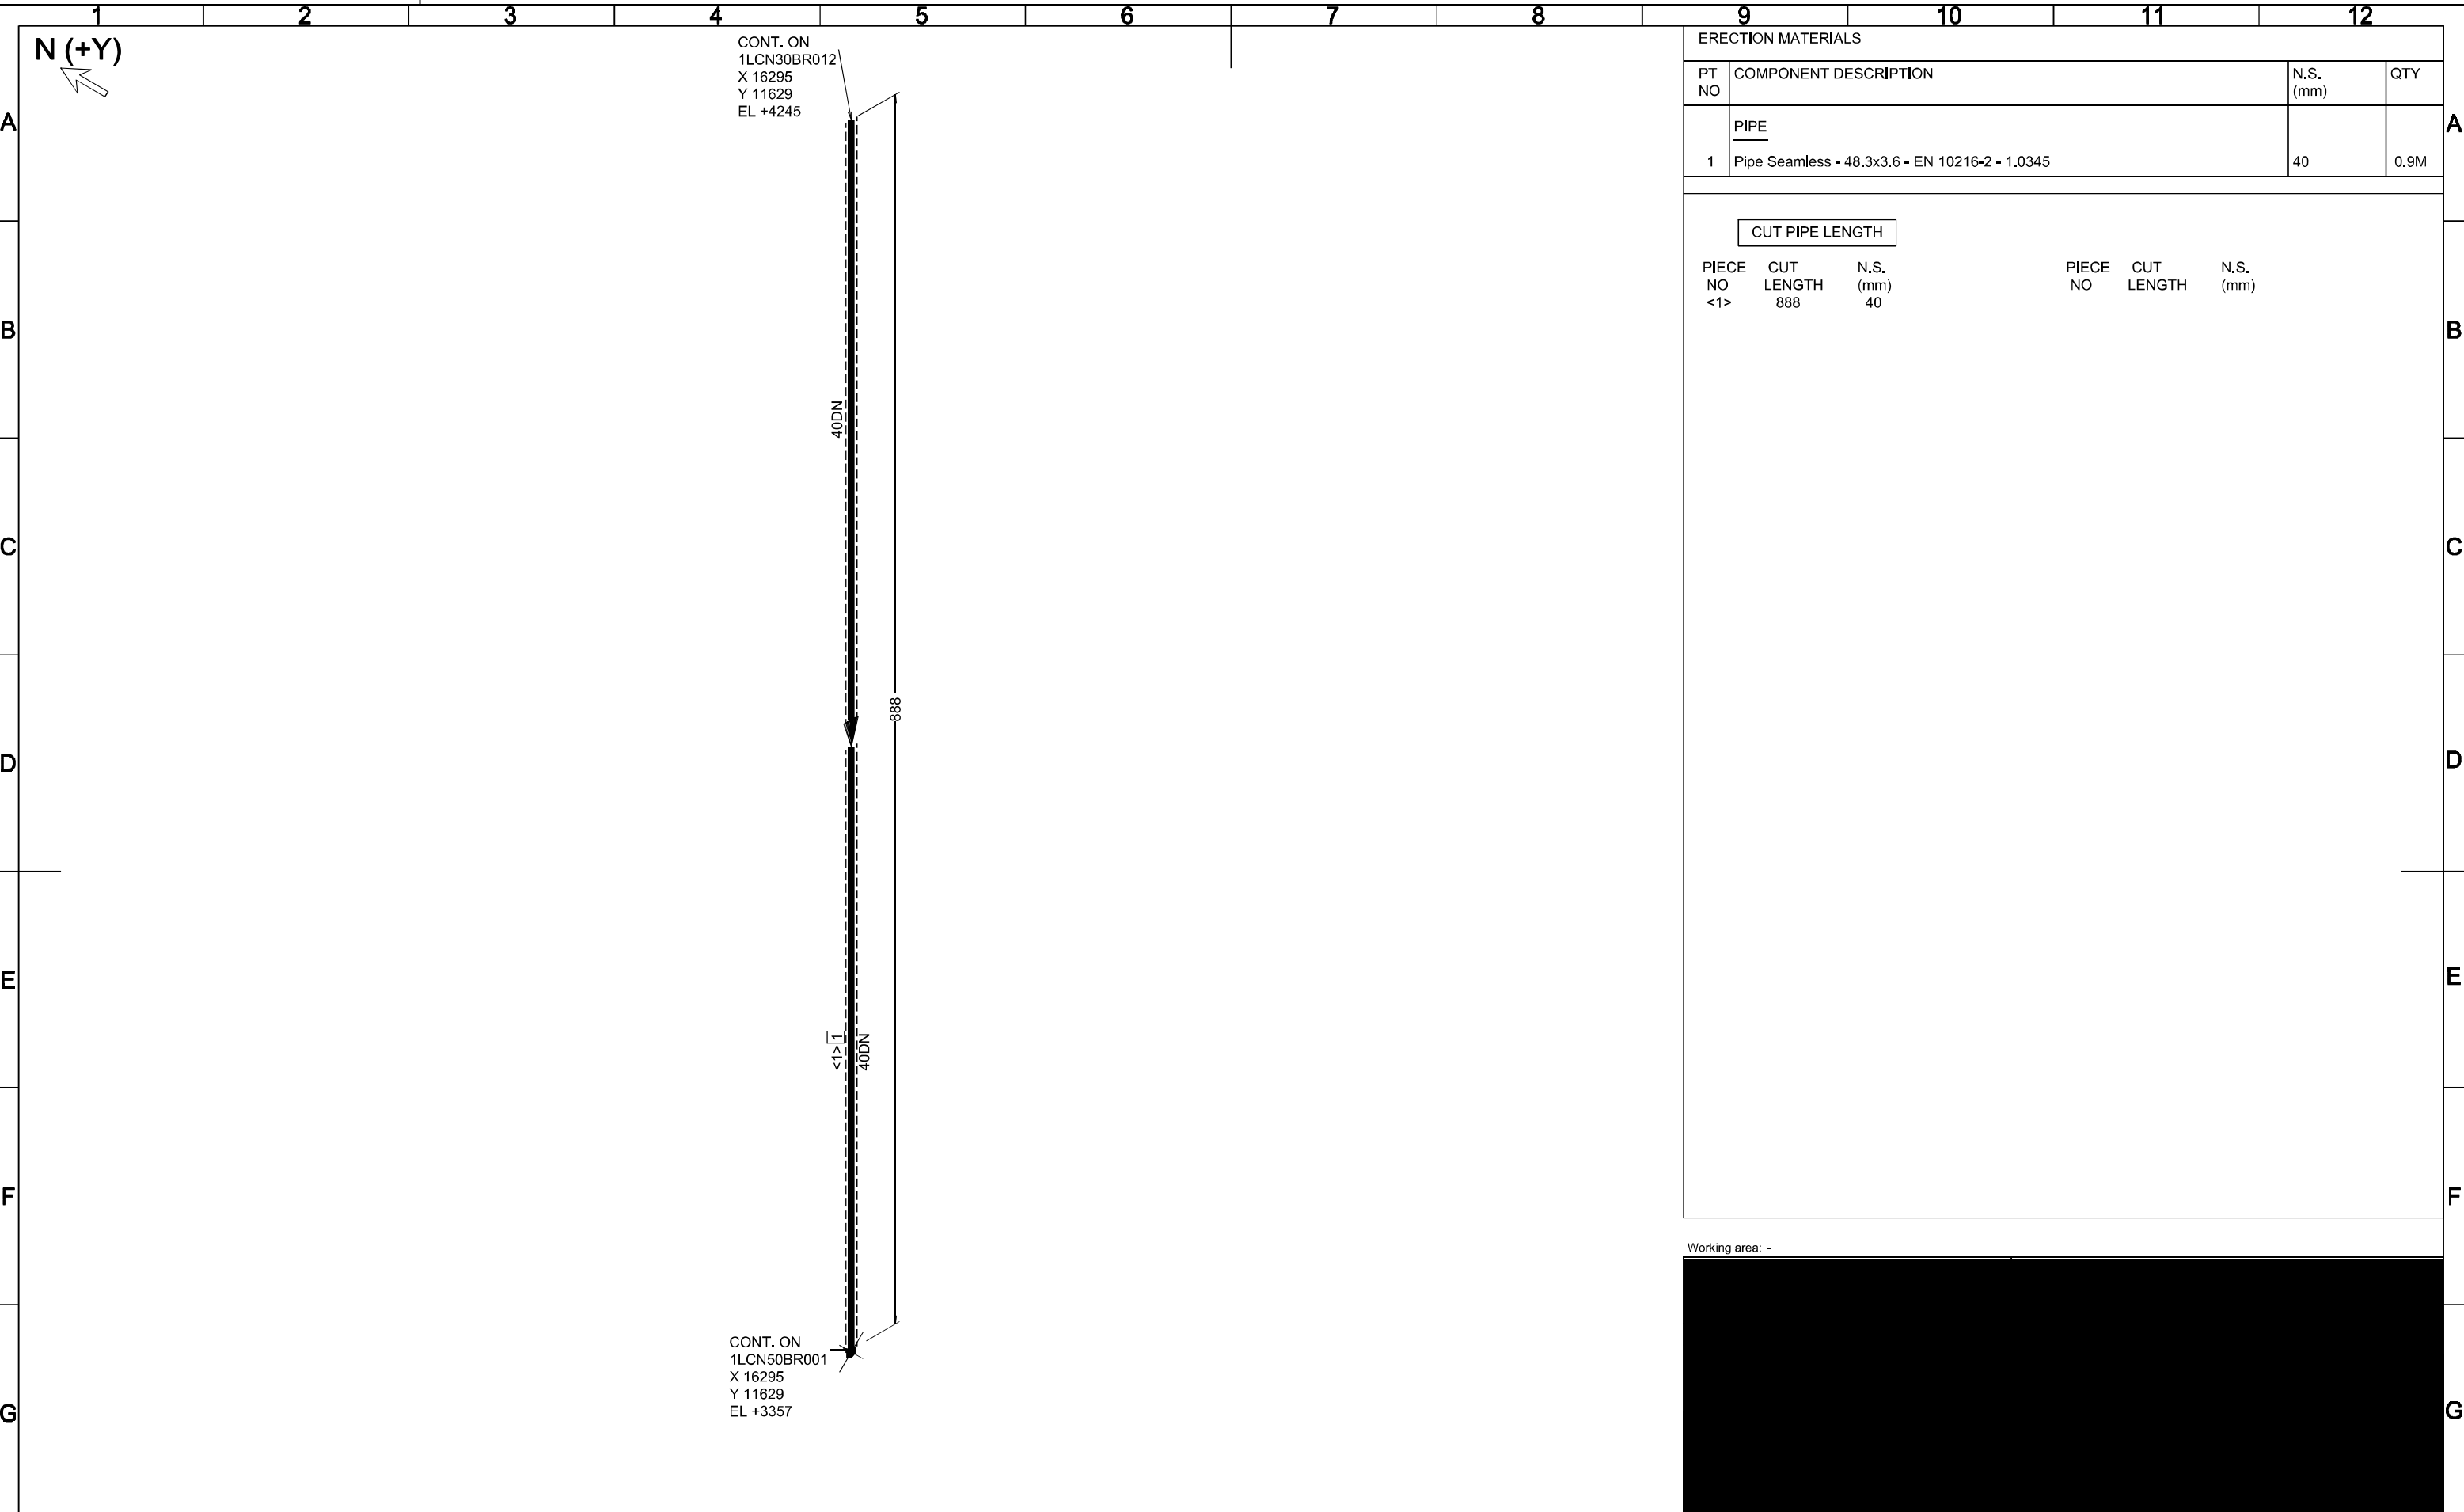 1 2 3 4 5 6 7 8 9 10 11 12
N (+Y)
CONT. ON
1LCN30BR012
X 16295
Y 11629
EL +4245
40DN
888
<1> 1
40DN
CONT. ON
1LCN50BR001
X 16295
Y 11629
EL +3357
A
B
C
D
E
F
G
ERECTION MATERIALS
PT COMPONENT DESCRIPTION N.S. QTY
NO (mm)
PIPE
1 Pipe Seamless - 48.3x3.6 - EN 10216-2 - 1.0345 40 0.9M
CUT PIPE LENGTH
PIECE CUT N.S. PIECE CUT N.S.
NO LENGTH (mm) NO LENGTH (mm)
<1> 888 40
Working area: -
A
B
C
D
E
F
G